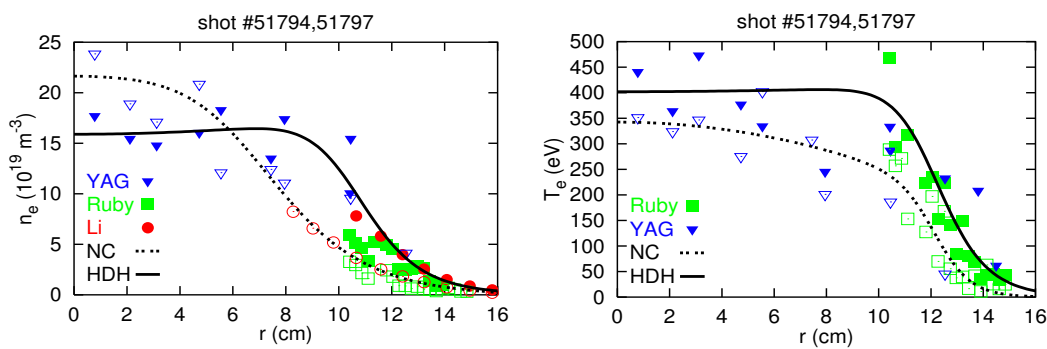 shot #51794,51797
n_e (10^19 m^-3)
25
20
15
10
5
0
YAG
Ruby
Li
NC
HDH
0 2 4 6 8 10 12 14 16
r (cm)
shot #51794,51797
T_e (eV)
500
450
400
350
300
250
200
150
100
50
0
Ruby
YAG
NC
HDH
0 2 4 6 8 10 12 14 16
r (cm)